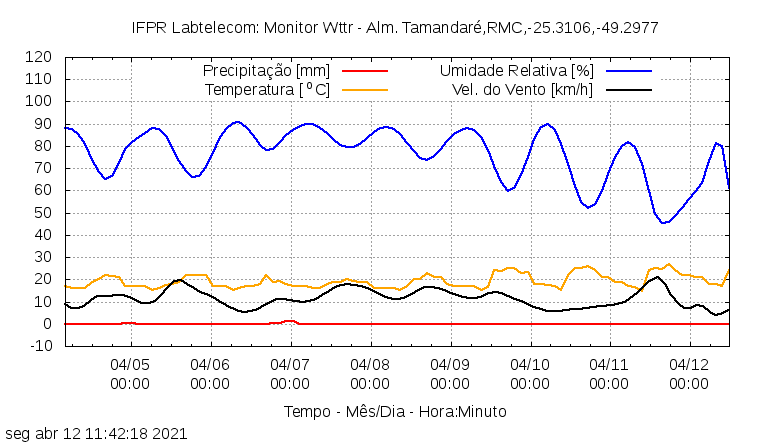 IFPR Labtelecom: Monitor Wttr - Alm. Tamandaré,RMC,-25.3106,-49.2977
120
110
100
90
80
70
60
50
40
30
20
10
0
-10
Precipitação [mm]
Temperatura [ ⁰C]
Umidade Relativa [%]
Vel. do Vento [km/h]
04/05 04/06 04/07 04/08 04/09 04/10 04/11 04/12
00:00 00:00 00:00 00:00 00:00 00:00 00:00 00:00
Tempo - Mês/Dia - Hora:Minuto
seg abr 12 11:42:18 2021